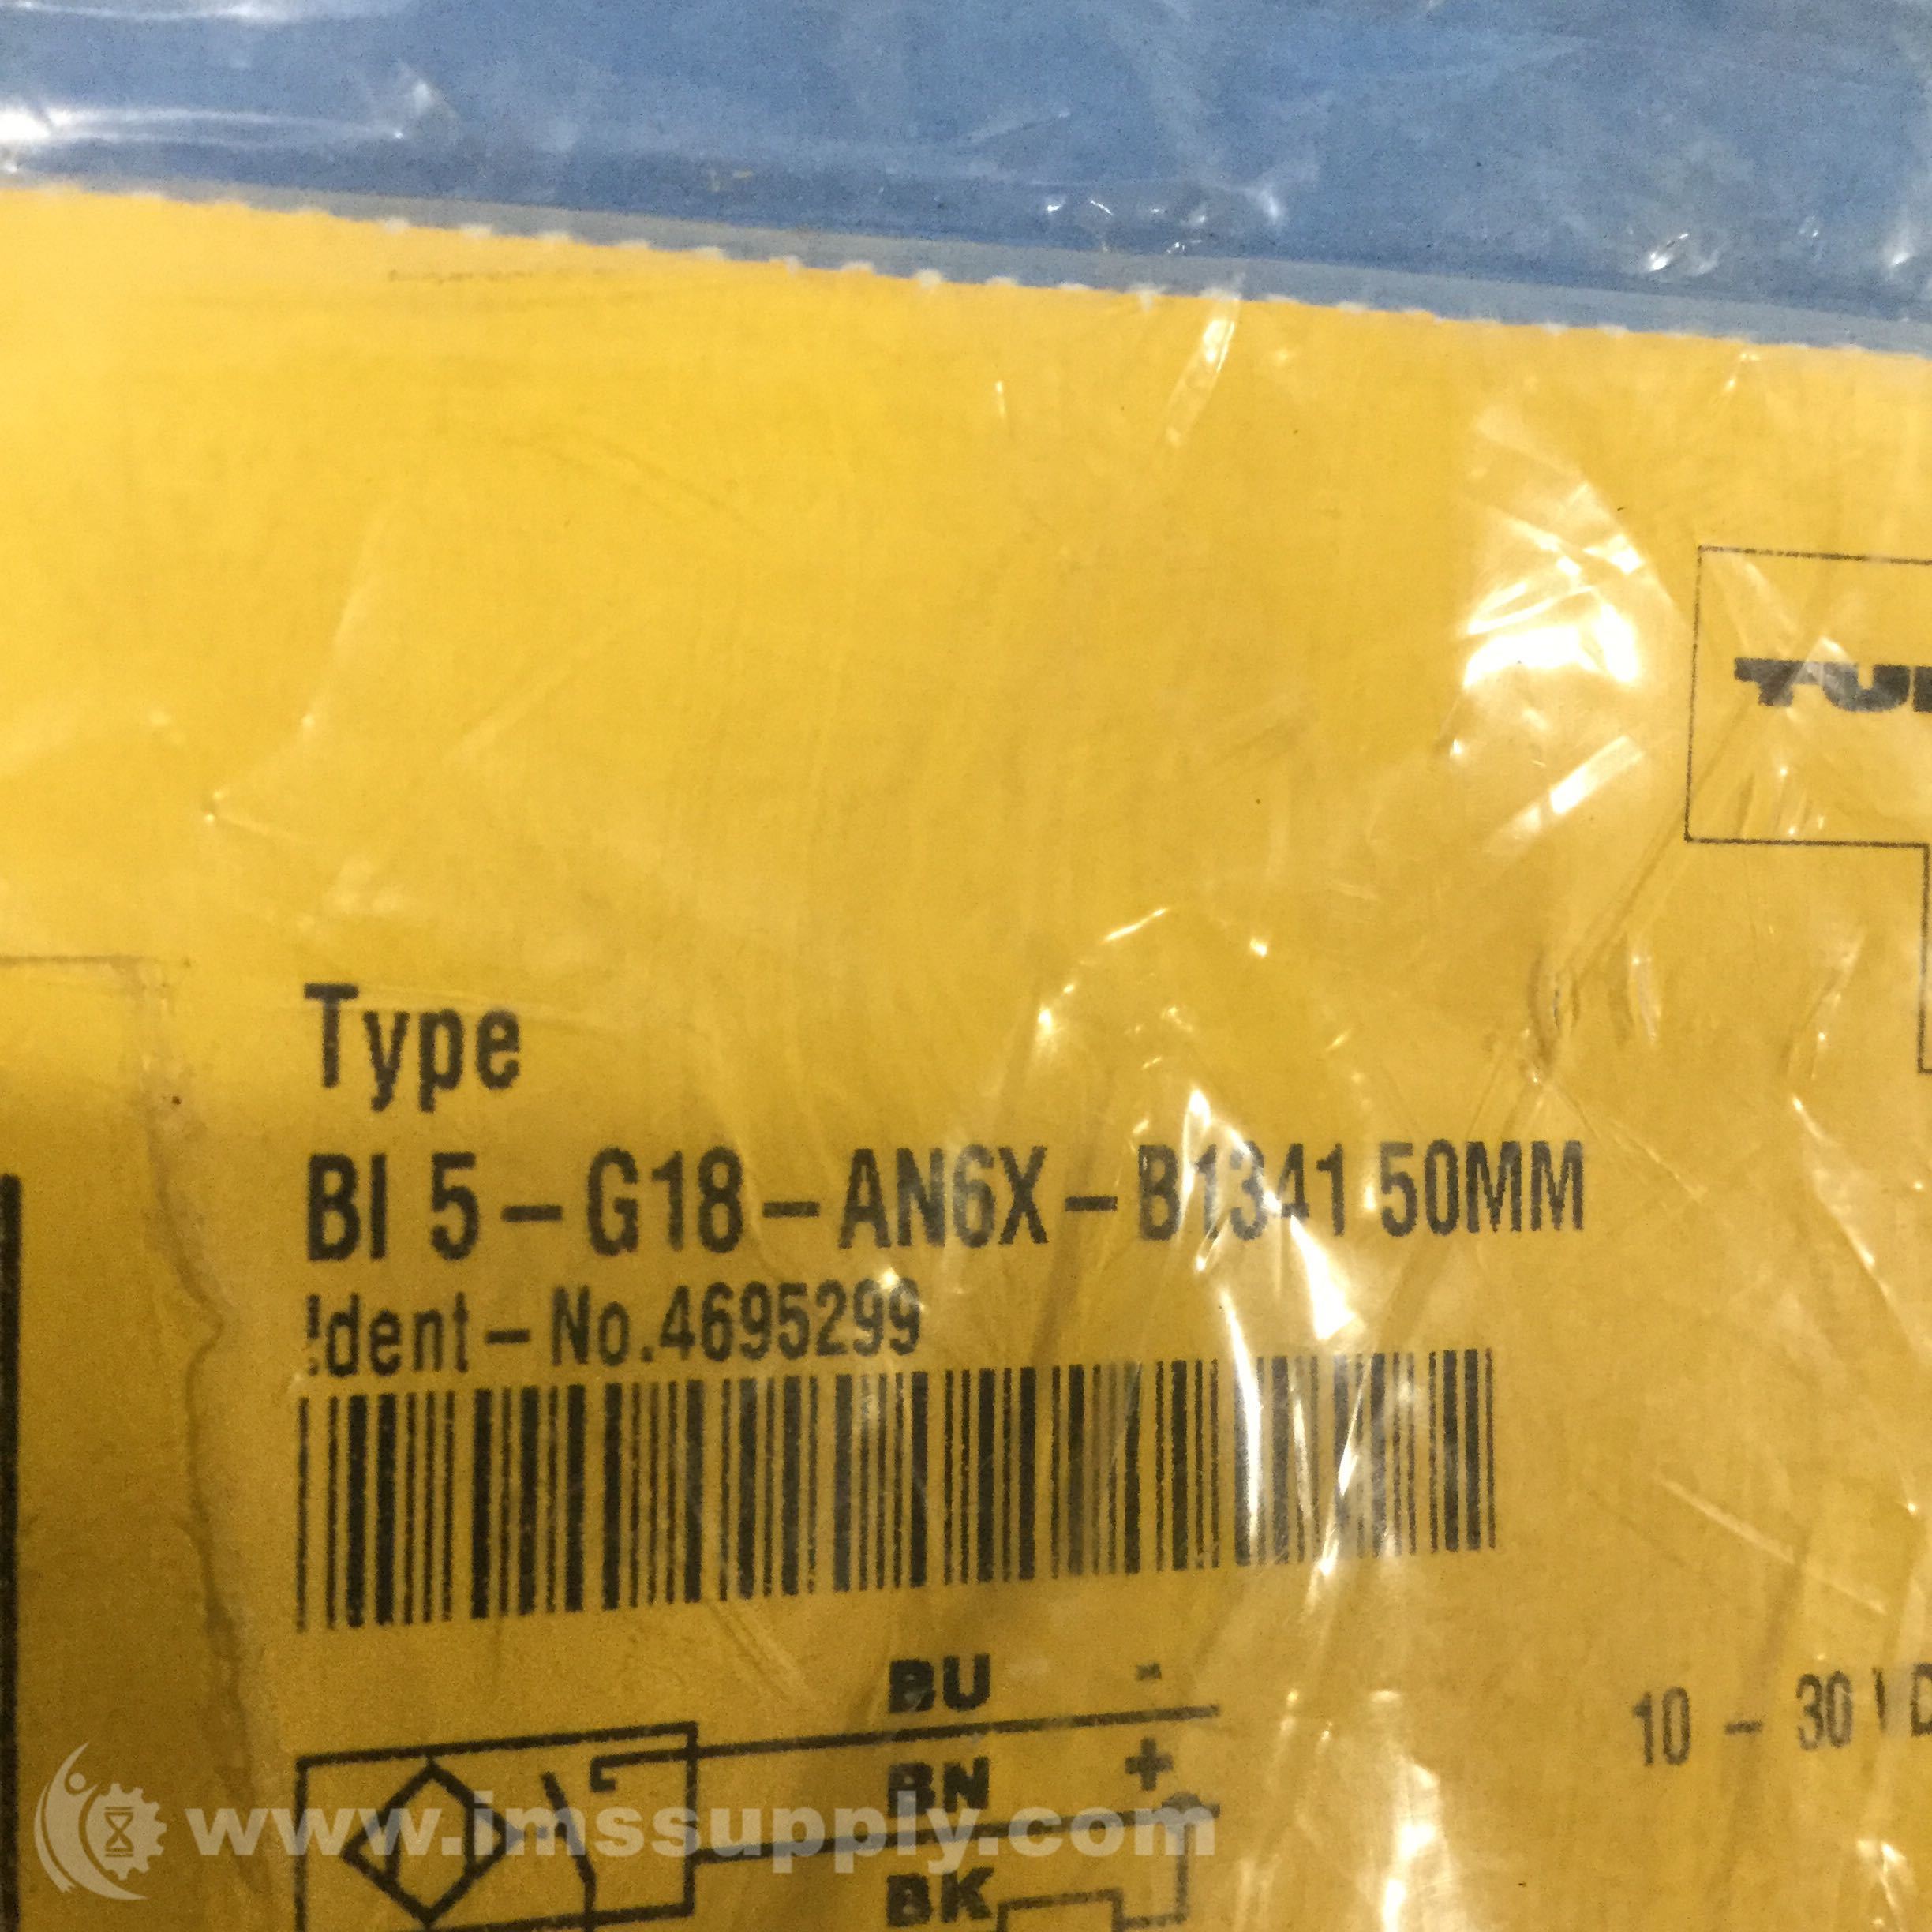 Type
BI 5-G18-AN6X-B1341 50MM
Ident-No.4695299
BU -
10 - 30
BN +
www.imssupply.com
BK